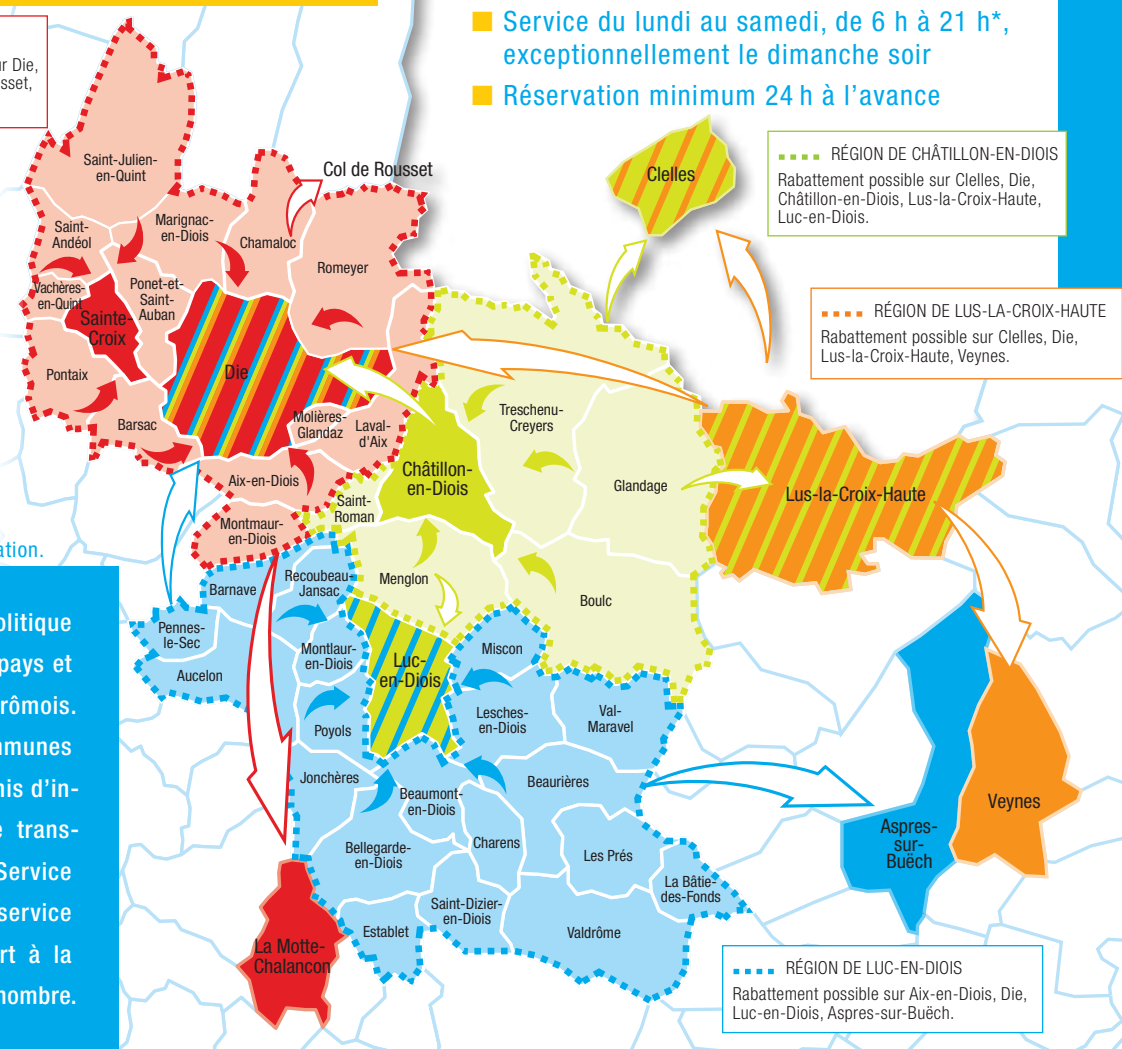 ■ Service du lundi au samedi, de 6 h à 21 h*,
exceptionnellement le dimanche soir
■ Réservation minimum 24 h à l’avance
Die,
RÉGION DE CHÂTILLON-EN-DIOIS
Rabattement possible sur Clelles, Die,
Châtillon-en-Diois, Lus-la-Croix-Haute,
Luc-en-Diois.
RÉGION DE LUS-LA-CROIX-HAUTE
Rabattement possible sur Clelles, Die,
Lus-la-Croix-Haute, Veynes.
Saint-Julien-
en-Quint
Col de Rousset
Clelles
Saint-
Andéol
Marignac-
en-Diois
Chamaloc
Romeyer
Vachères-
en-Quint
Ponet-et-
Saint-
Auban
Sainte-
Croix
Pontaix
Die
Barsac
Molières-
Glandaz
Laval-
d'Aix
Treschenu-
Creyers
Aix-en-Diois
Châtillon-
en-Diois
Glandage
Lus-la-Croix-Haute
Saint-
Roman
Montmaur-
en-Diois
Menglon
Boulc
Barnave
Recoubeau-
Jansac
Pennes-
le-Sec
Aucelon
Montlaur-
en-Diois
Luc-
en-Diois
Miscon
Poyols
Lesches-
en-Diois
Val-
Maravel
Jonchères
Beaumont-
en-Diois
Beaurières
Bellegarde-
en-Diois
Charens
Les Prés
La Bâtie-
des-Fonds
Saint-Dizier-
en-Diois
Establet
Valdrôme
La Motte-
Chalancon
Aspres-
sur-
Buëch
Veynes
RÉGION DE LUC-EN-DIOIS
Rabattement possible sur Aix-en-Diois, Die,
Luc-en-Diois, Aspres-sur-Buëch.
pays et
service
à la
nombre.